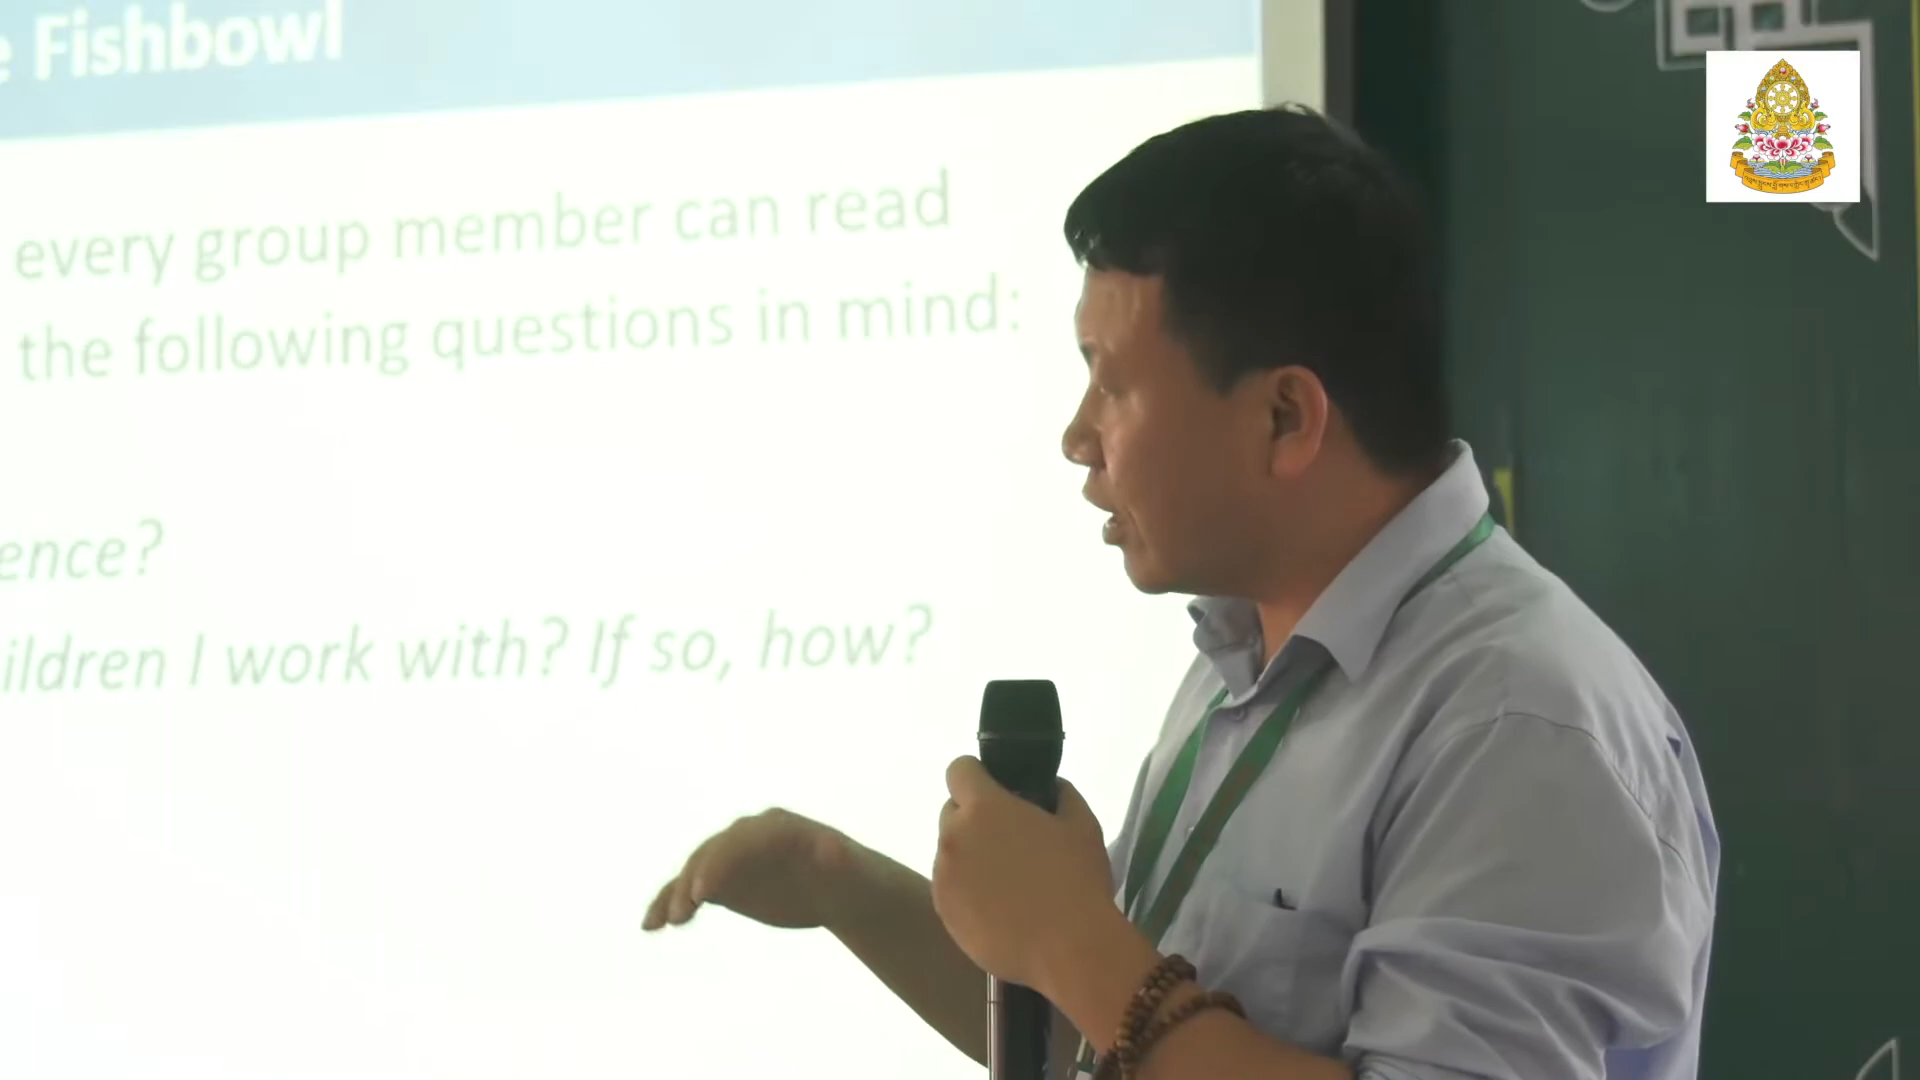 Fishbowl
every group member can read
the following questions in mind:
ence?
ildren I work with? If so, how?